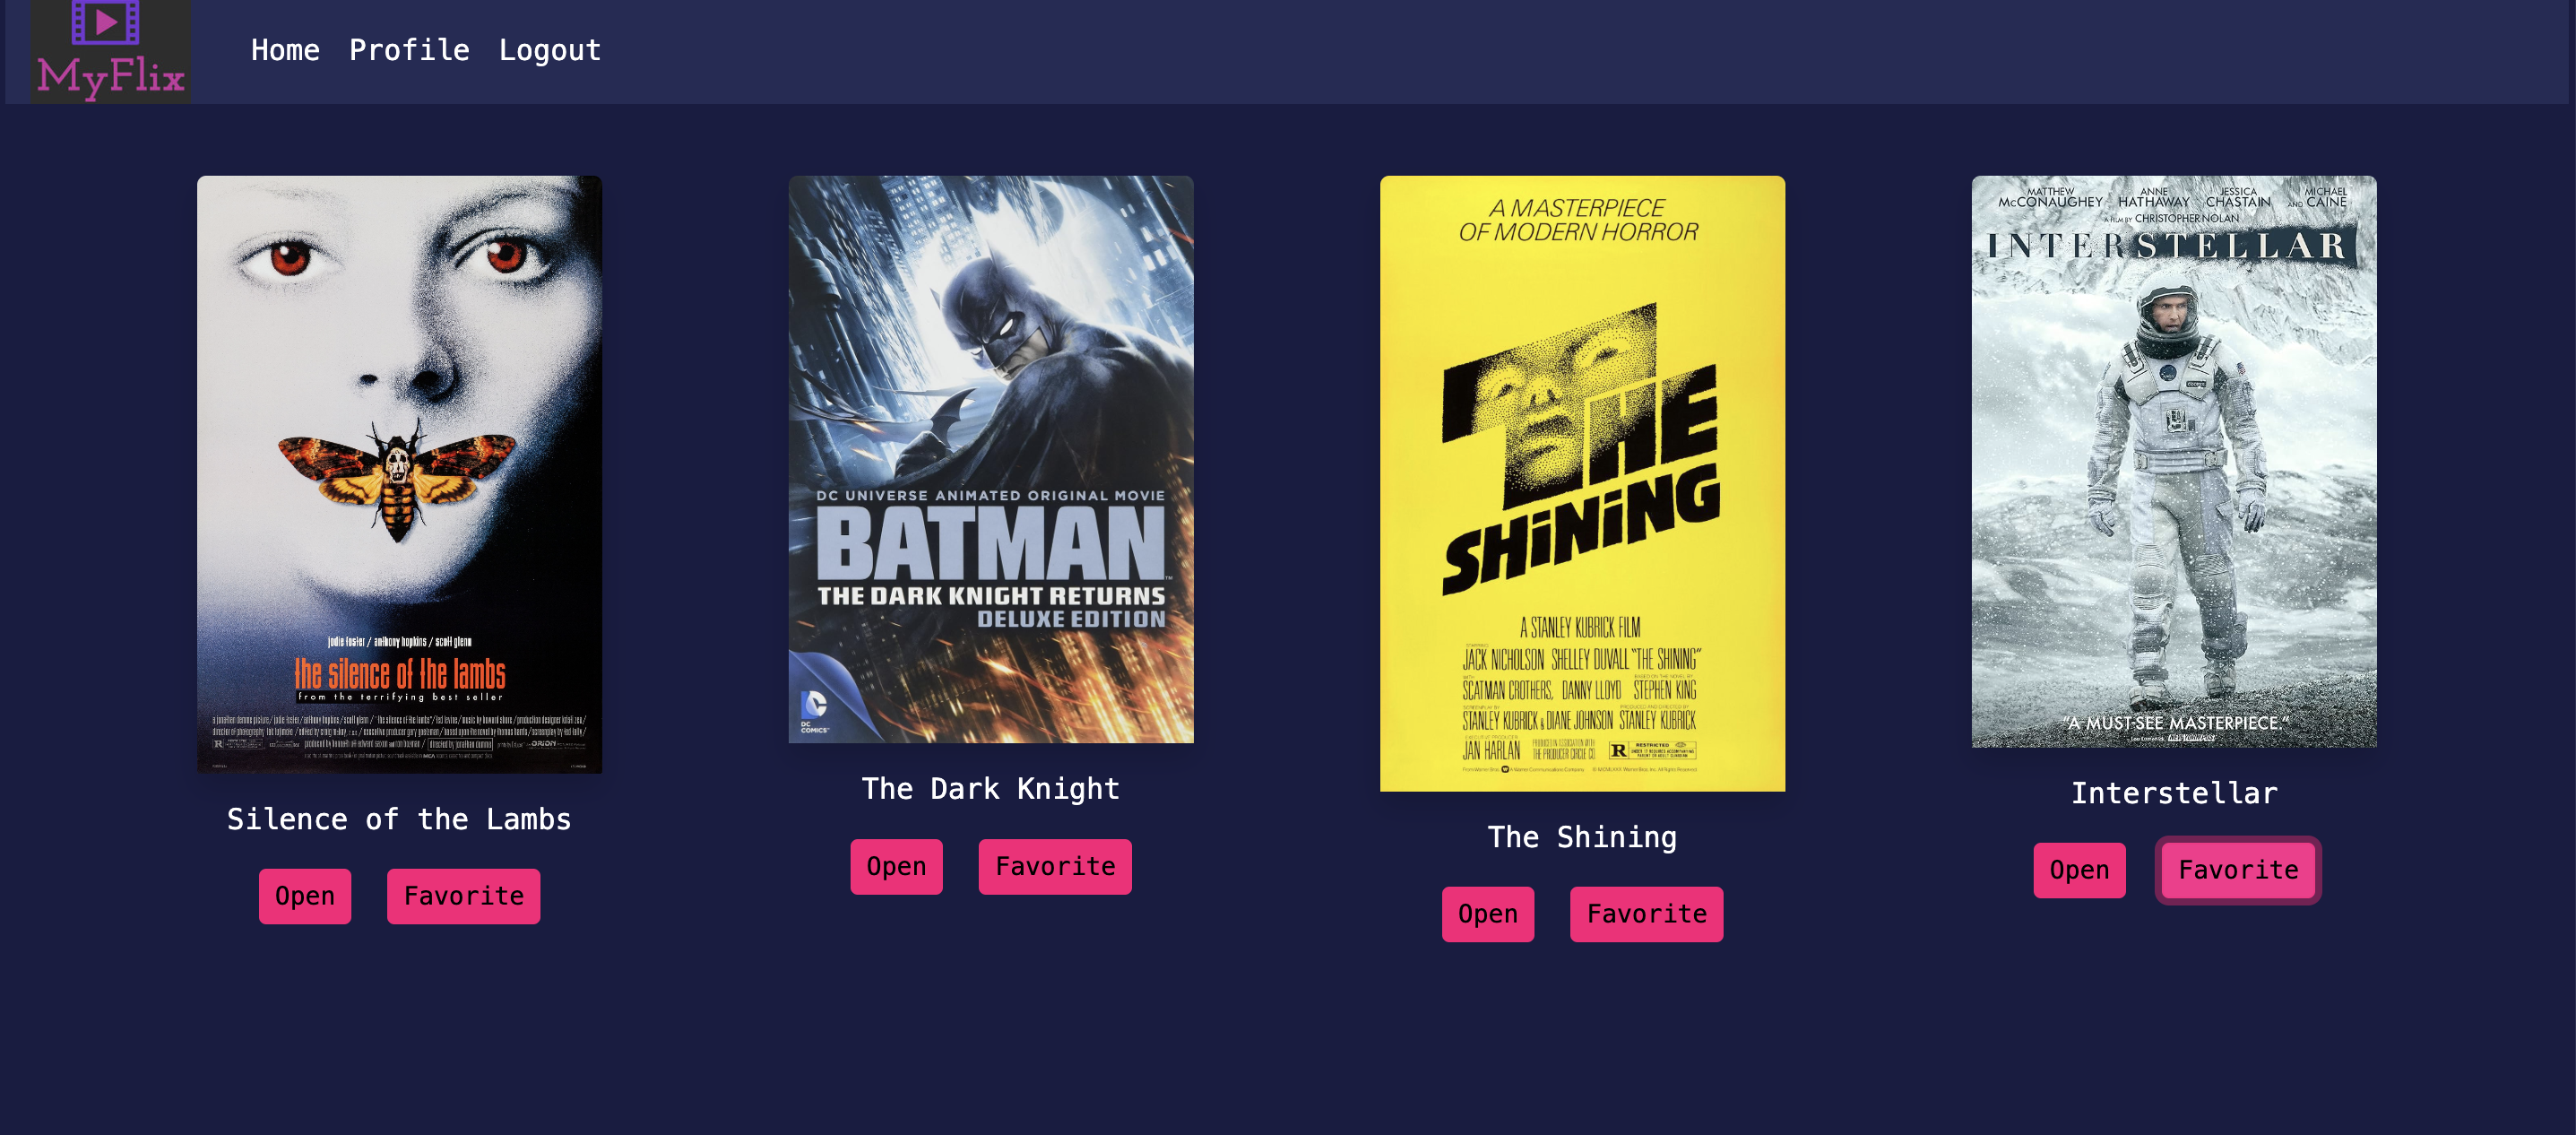 MyFlix
Home Profile Logout
jodie foster / anthony hopkins / scott glenn
the silence of the lambs
from the terrifying best seller
Silence of the Lambs
Open Favorite
DC UNIVERSE ANIMATED ORIGINAL MOVIE
BATMAN™
THE DARK KNIGHT RETURNS
DELUXE EDITION
DC
COMICS™
The Dark Knight
Open Favorite
A MASTERPIECE
OF MODERN HORROR
THE
SHiNiNG
A STANLEY KUBRICK FILM
JACK NICHOLSON SHELLEY DUVALL "THE SHINING"
SCATMAN CROTHERS, DANNY LLOYD STEPHEN KING
STANLEY KUBRICK & DIANE JOHNSON STANLEY KUBRICK
JAN HARLAN
R RESTRICTED
The Shining
Open Favorite
MATTHEW McCONAUGHEY ANNE HATHAWAY JESSICA CHASTAIN AND MICHAEL CAINE
A FILM BY CHRISTOPHER NOLAN
INTERSTELLAR
"A MUST-SEE MASTERPIECE."
Interstellar
Open Favorite